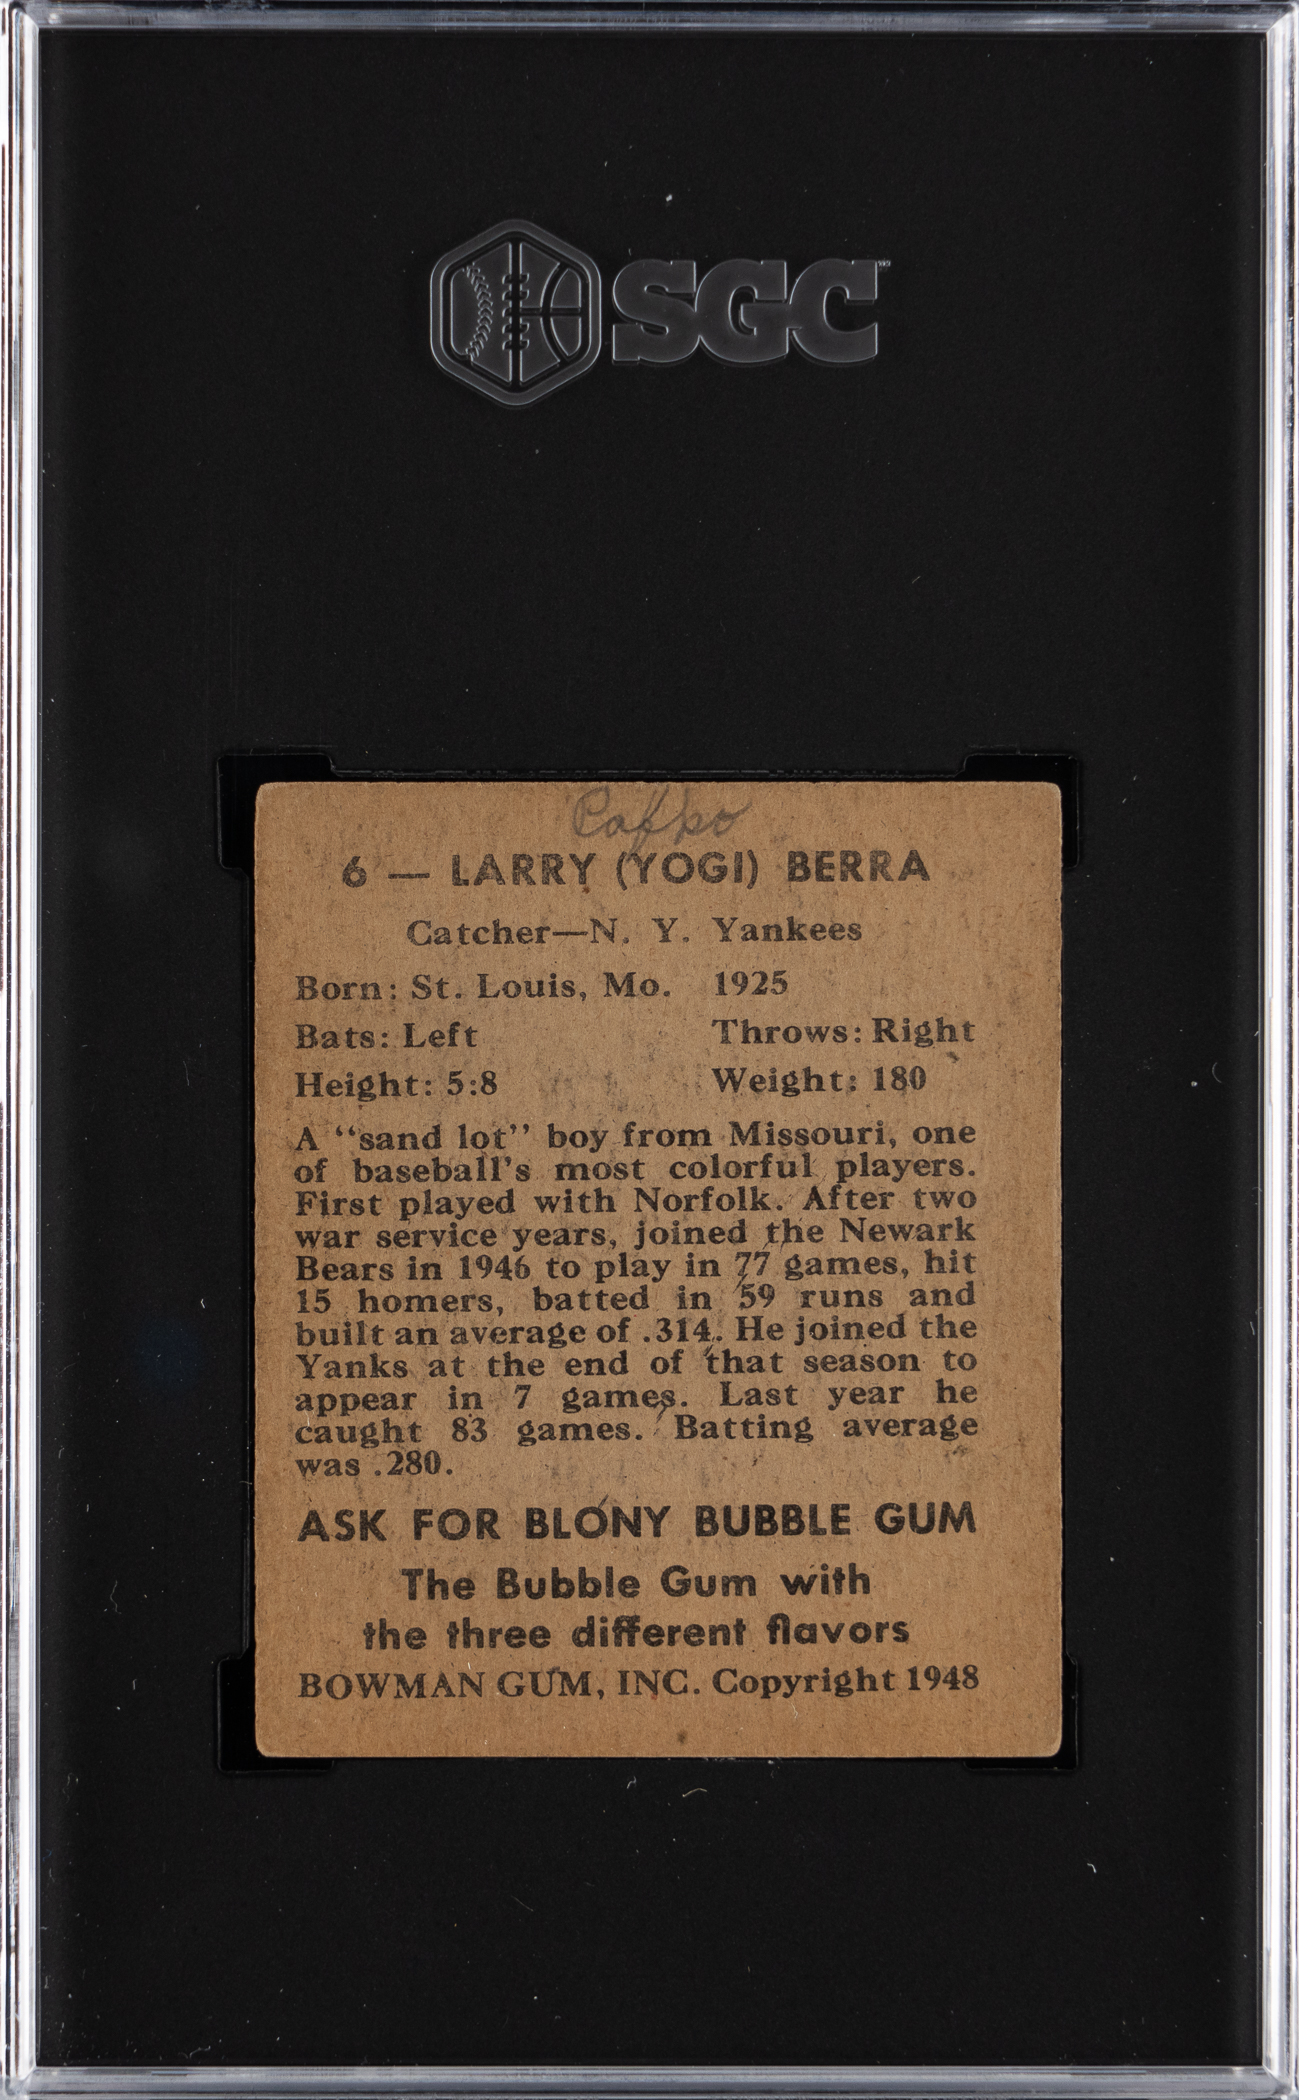 SGC
Pafko
6 — LARRY (YOGI) BERRA
Catcher—N. Y. Yankees
Born: St. Louis, Mo. 1925
Bats: Left Throws: Right
Height: 5:8 Weight: 180
A “sand lot” boy from Missouri, one
of baseball’s most colorful players.
First played with Norfolk. After two
war service years, joined the Newark
Bears in 1946 to play in 77 games, hit
15 homers, batted in 59 runs and
built an average of .314. He joined the
Yanks at the end of that season to
appear in 7 games. Last year he
caught 83 games. Batting average
was .280.
ASK FOR BLONY BUBBLE GUM
The Bubble Gum with
the three different flavors
BOWMAN GUM, INC. Copyright 1948